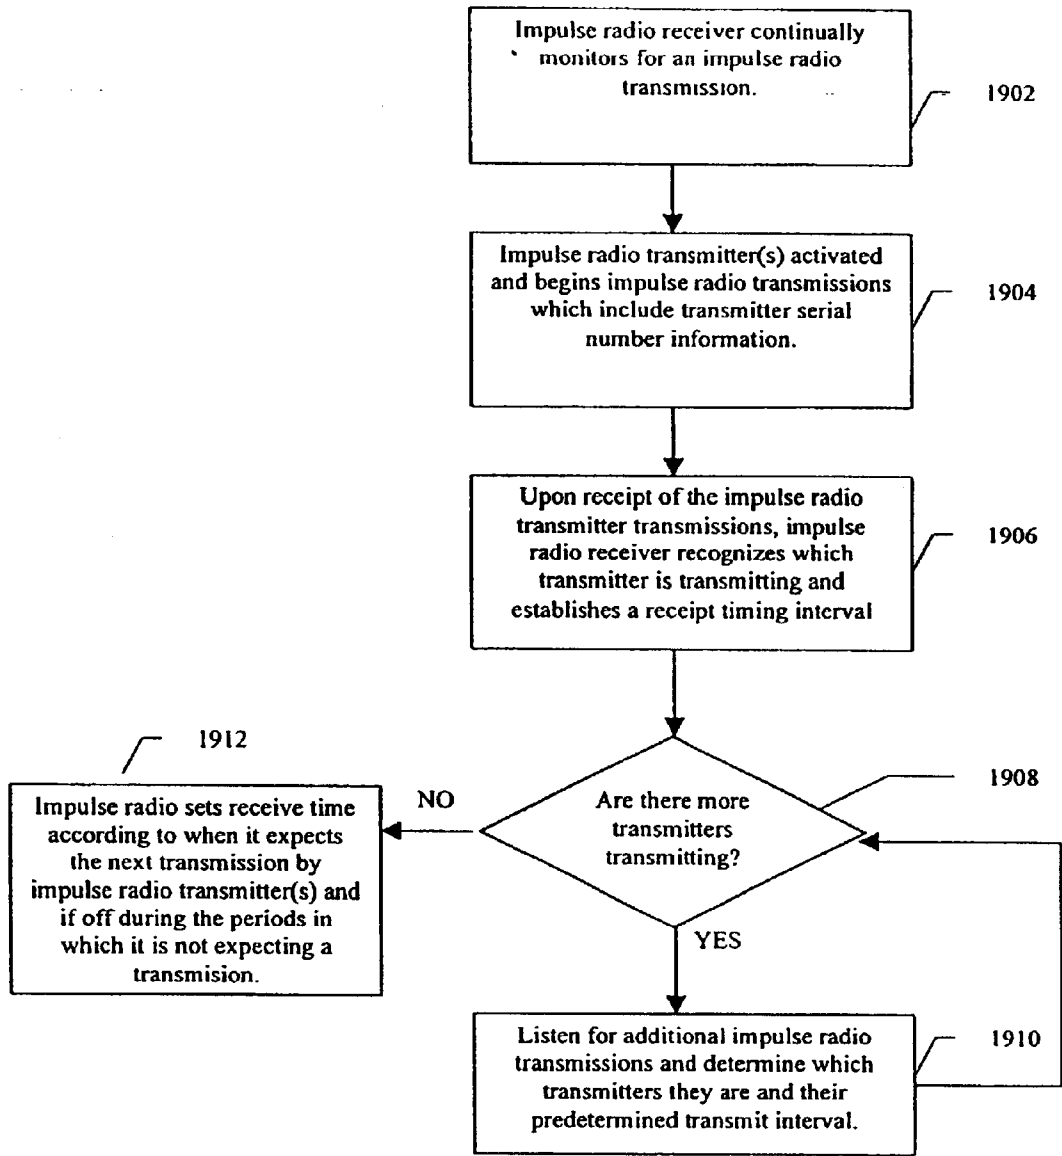 Impulse radio receiver continually
monitors for an impulse radio
transmission.
1902
Impulse radio transmitter(s) activated
and begins impulse radio transmissions
which include transmitter serial
number information.
1904
Upon receipt of the impulse radio
transmitter transmissions, impulse
radio receiver recognizes which
transmitter is transmitting and
establishes a receipt timing interval
1906
Are there more
transmitters
transmitting?
1908
NO
1912
Impulse radio sets receive time
according to when it expects
the next transmission by
impulse radio transmitter(s) and
if off during the periods in
which it is not expecting a
transmision.
YES
Listen for additional impulse radio
transmissions and determine which
transmitters they are and their
predetermined transmit interval.
1910